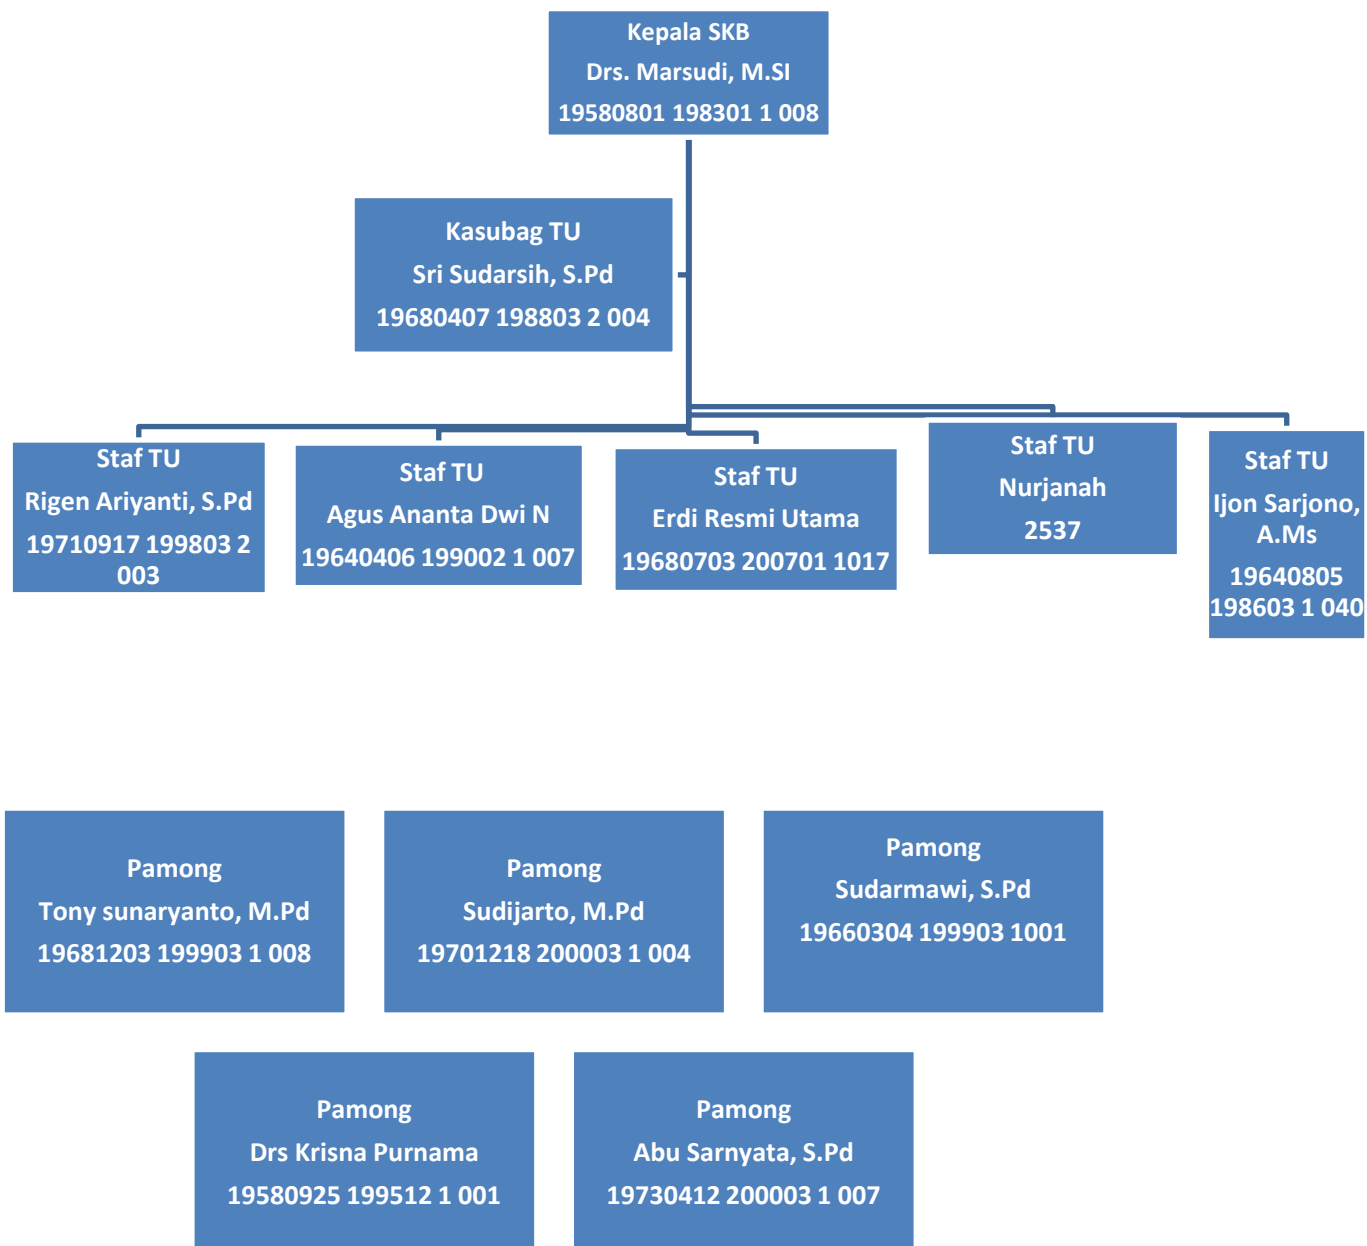 Kepala SKB
Drs. Marsudi, M.SI
19580801 198301 1 008
Kasubag TU
Sri Sudarsih, S.Pd
19680407 198803 2 004
Staf TU
Rigen Ariyanti, S.Pd
19710917 199803 2
003
Staf TU
Agus Ananta Dwi N
19640406 199002 1 007
Staf TU
Erdi Resmi Utama
19680703 200701 1017
Staf TU
Nurjanah
2537
Staf TU
Ijon Sarjono,
A.Ms
19640805
198603 1 040
Pamong
Tony sunaryanto, M.Pd
19681203 199903 1 008
Pamong
Sudijarto, M.Pd
19701218 200003 1 004
Pamong
Sudarmawi, S.Pd
19660304 199903 1001
Pamong
Drs Krisna Purnama
19580925 199512 1 001
Pamong
Abu Sarnyata, S.Pd
19730412 200003 1 007